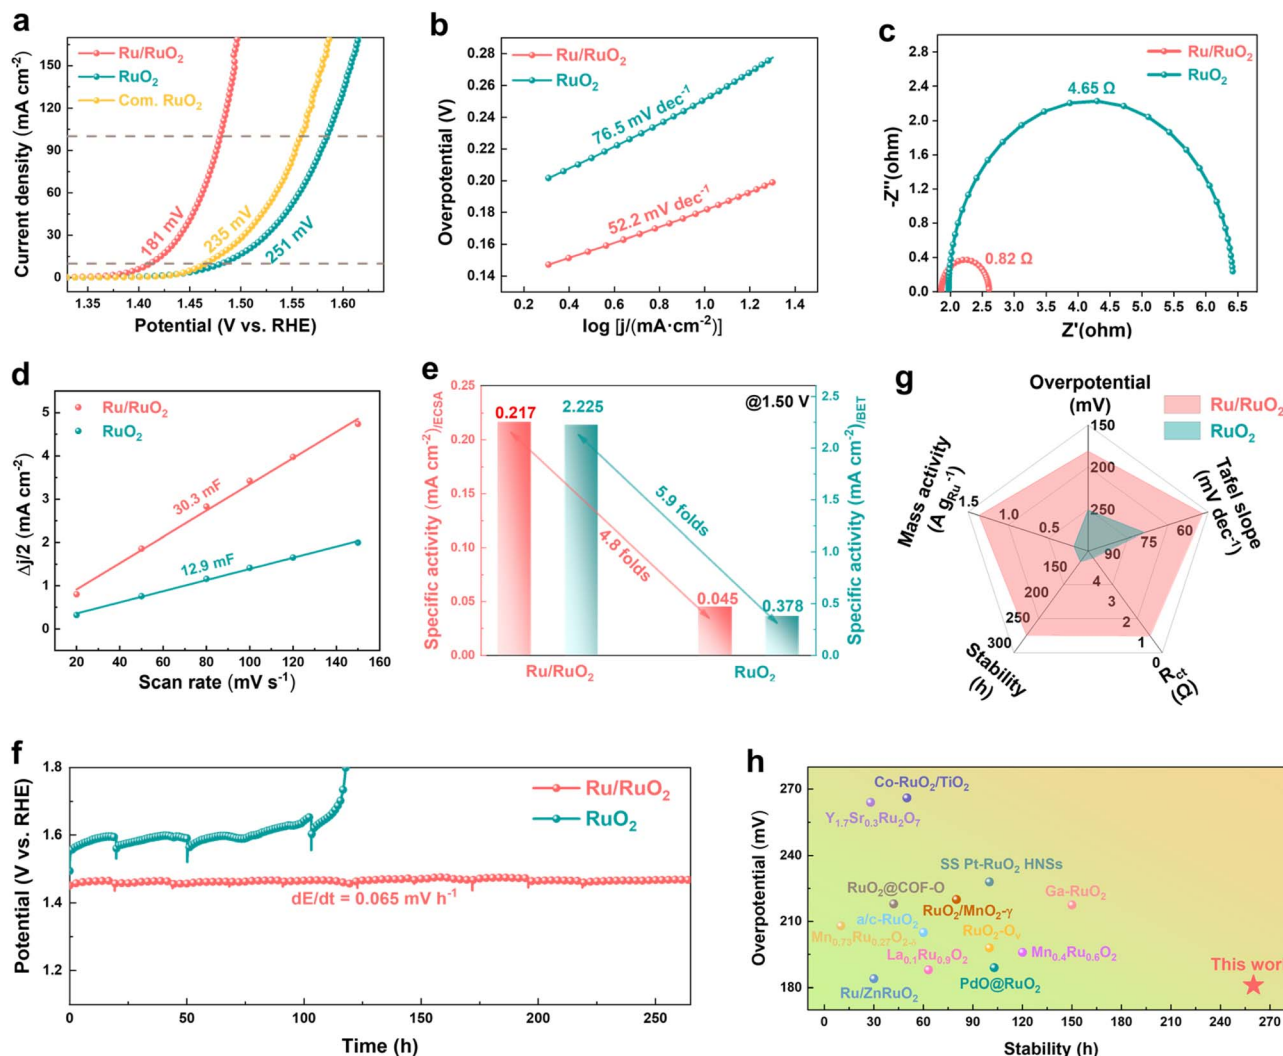 a
Ru/RuO₂
RuO₂
Com. RuO₂
181 mV
235 mV
251 mV
Current density (mA cm⁻²)
150
120
90
60
30
0
1.35 1.40 1.45 1.50 1.55 1.60
Potential (V vs. RHE)
b
Ru/RuO₂
RuO₂
76.5 mV dec⁻¹
52.2 mV dec⁻¹
Overpotential (V)
0.28
0.26
0.24
0.22
0.20
0.18
0.16
0.14
0.2 0.4 0.6 0.8 1.0 1.2 1.4
log [j/(mA·cm⁻²)]
c
Ru/RuO₂
RuO₂
4.65 Ω
0.82 Ω
-Z''(ohm)
2.8
2.4
2.0
1.6
1.2
0.8
0.4
0.0
2.0 2.5 3.0 3.5 4.0 4.5 5.0 5.5 6.0 6.5
Z'(ohm)
d
Ru/RuO₂
RuO₂
30.3 mF
12.9 mF
Δj/2 (mA cm⁻²)
5
4
3
2
1
0
20 40 60 80 100 120 140 160
Scan rate (mV s⁻¹)
e
@1.50 V
0.217
2.225
0.045
0.378
4.8 folds
5.9 folds
Specific activity (mA cm⁻²)/ECSA
0.25
0.20
0.15
0.10
0.05
0.00
Specific activity (mA cm⁻²)/BET
2.5
2.0
1.5
1.0
0.5
0.0
Ru/RuO₂ RuO₂
g
Ru/RuO₂
RuO₂
Overpotential
(mV)
150
200
250
Tafel slope
(mV dec⁻¹)
60
75
90
Rct
(Ω)
0
1
2
3
4
Stability
(h)
300
250
200
150
Mass activity
(A gRu⁻¹)
1.5
1.0
0.5
f
Ru/RuO₂
RuO₂
dE/dt = 0.065 mV h⁻¹
Potential (V vs. RHE)
1.8
1.6
1.4
1.2
0 50 100 150 200 250
Time (h)
h
Co-RuO₂/TiO₂
Y₁.₇Sr₀.₃Ru₂O₇
SS Pt-RuO₂ HNSs
RuO₂@COF-O
Ga-RuO₂
RuO₂/MnO₂-γ
a/c-RuO₂
RuO₂-Oᵥ
Mn₀.₇₃Ru₀.₂₇O₂₋δ
La₀.₁Ru₀.₉O₂
Mn₀.₄Ru₀.₆O₂
This wor
Ru/ZnRuO₂
PdO@RuO₂
Overpotential (mV)
270
240
210
180
0 30 60 90 120 150 180 210 240 270
Stability (h)